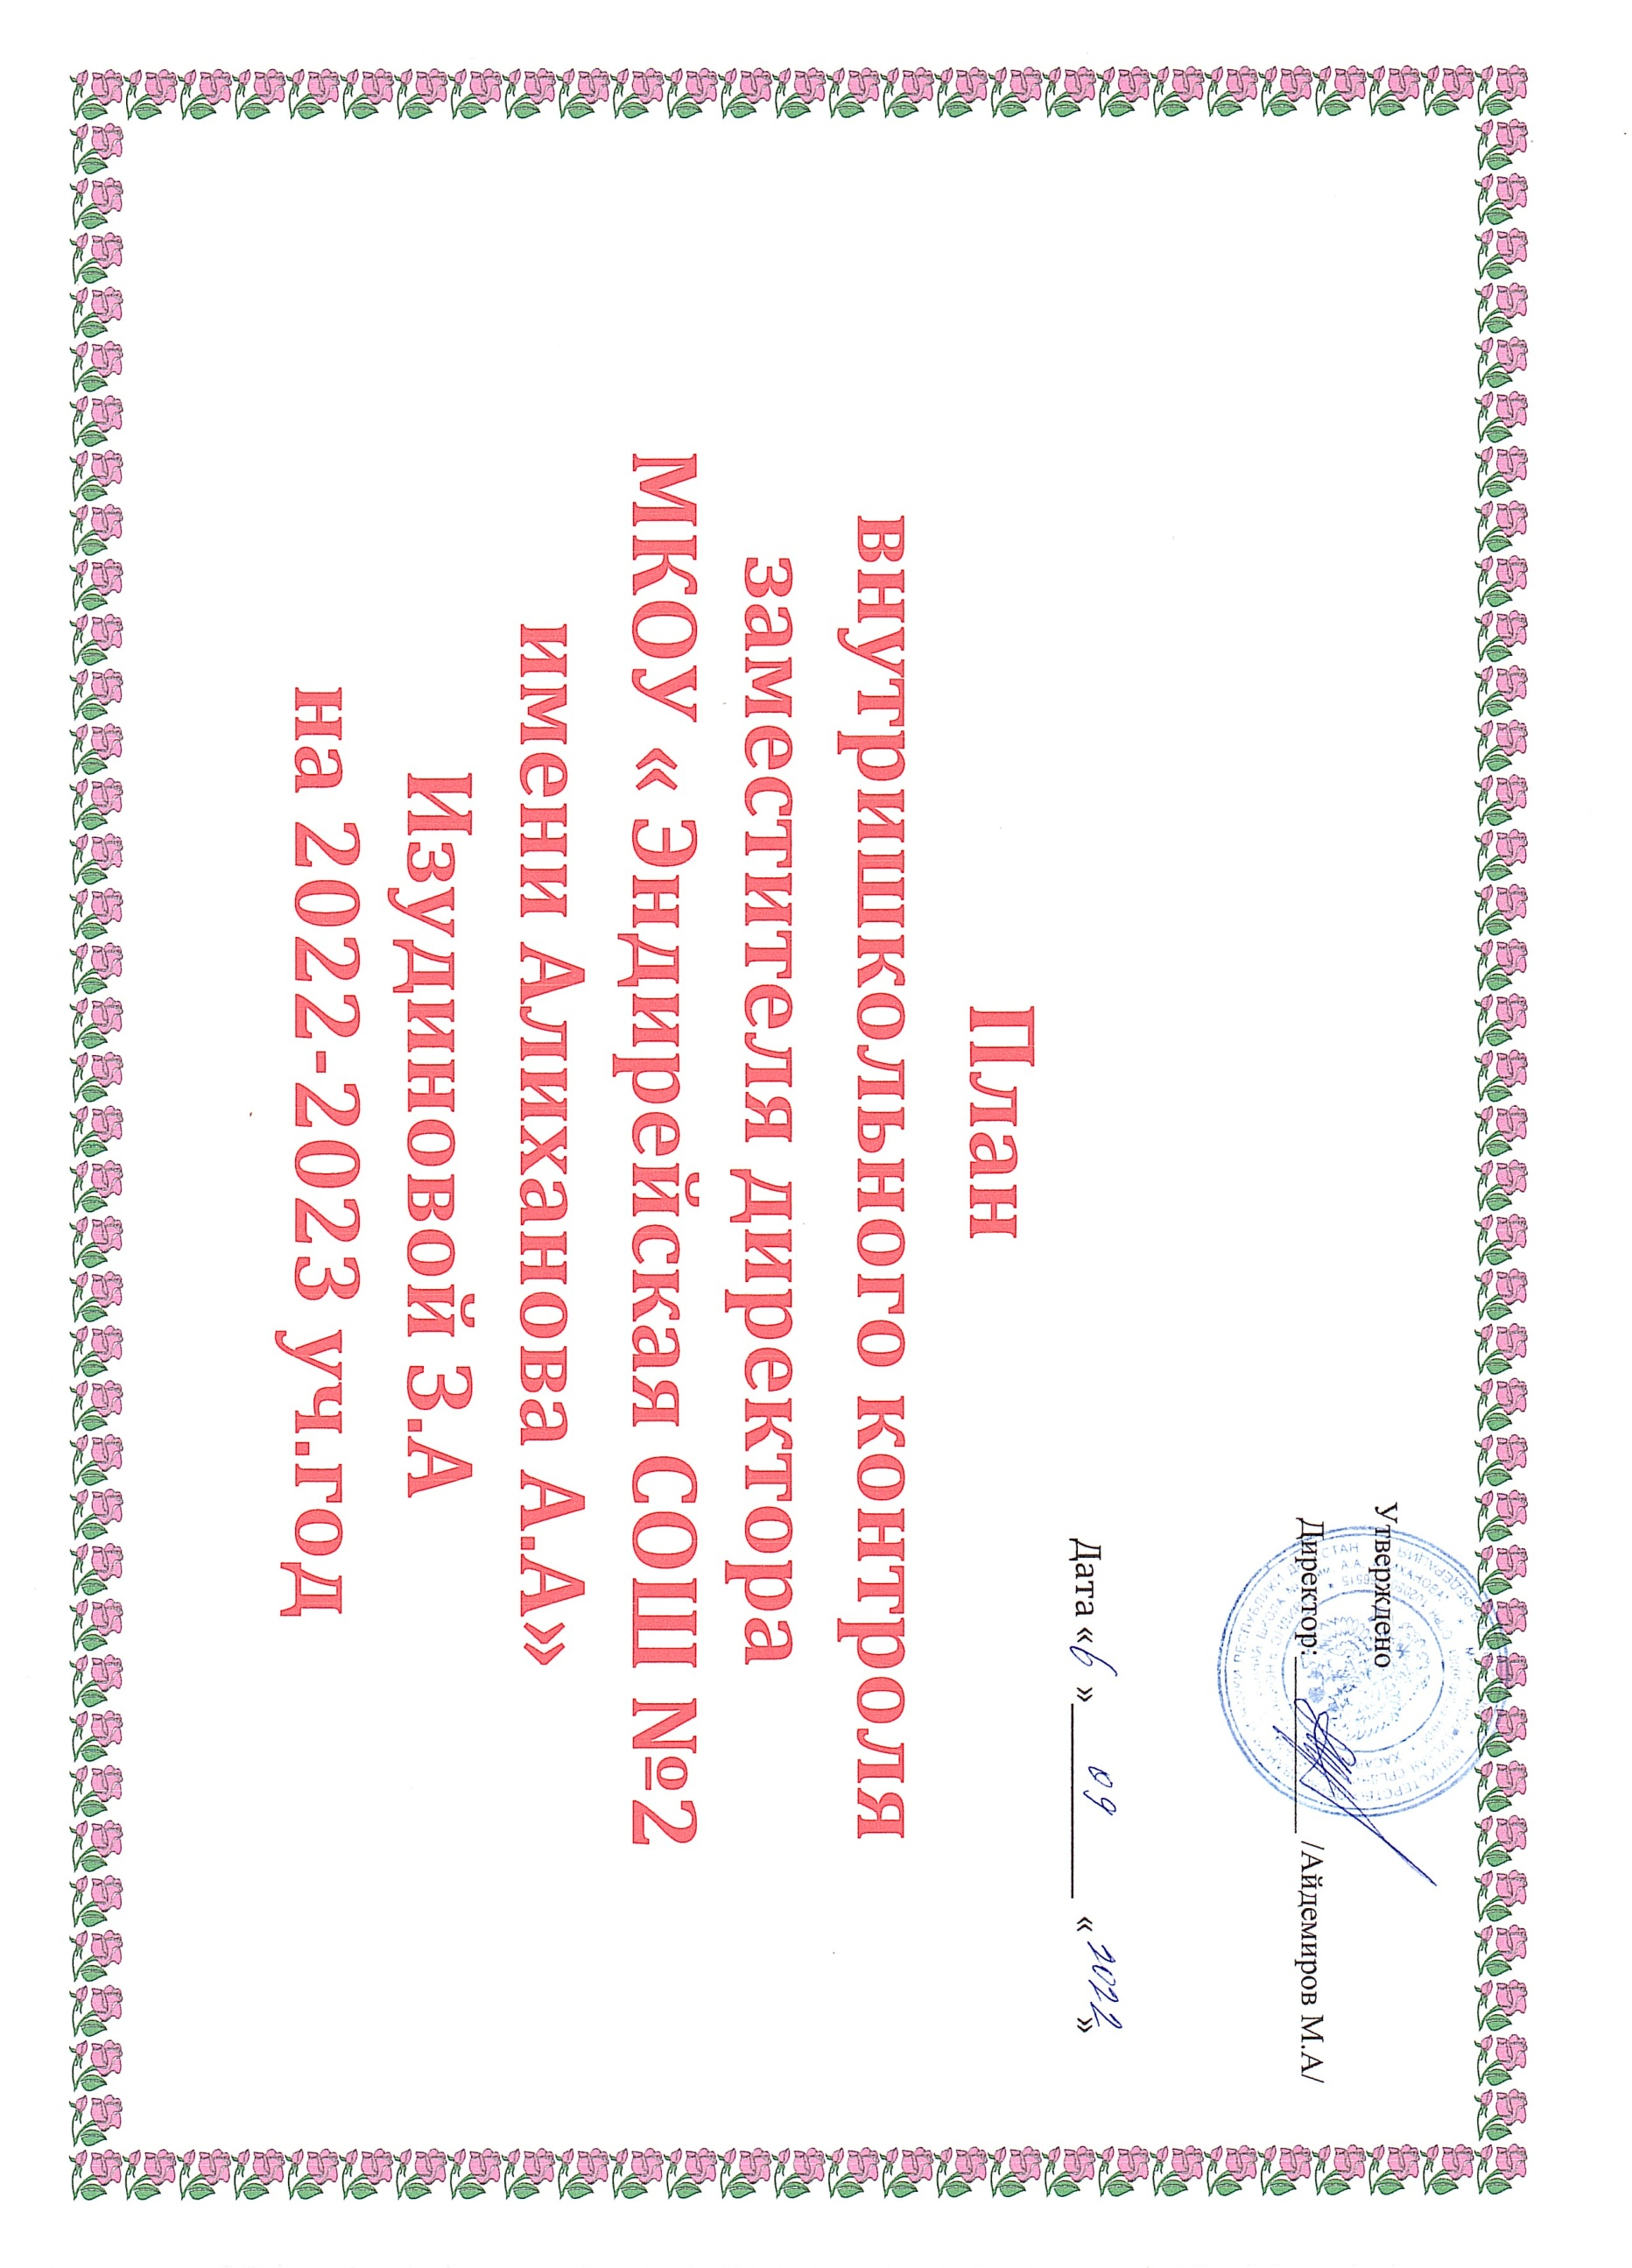 Утверждено
Директор: /Айдемиров М.А/
Дата «6» 09 «2022»
План
внутришкольного контроля
заместителя директора
МКОУ « Эндирейская СОШ №2
имени Алиханова А.А»
Изудиновой З.А
на 2022-2023 уч.год